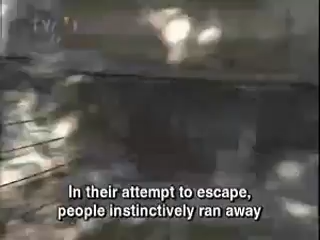 In their attempt to escape,
people instinctively ran away